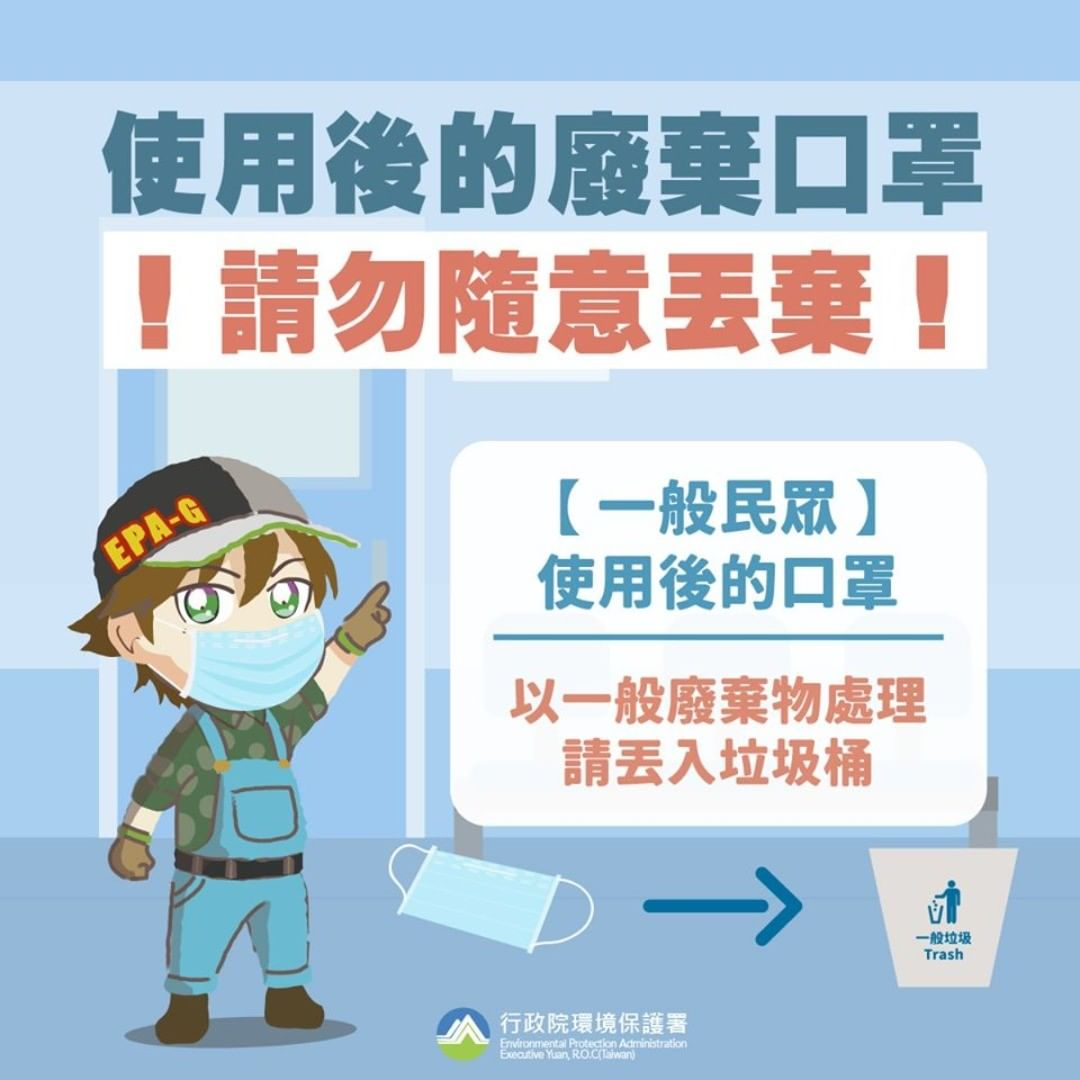 使用後的廢棄口罩
！請勿隨意丟棄！
EPA-G
【一般民眾】
使用後的口罩
以一般廢棄物處理
請丟入垃圾桶
一般垃圾
Trash
行政院環境保護署
Environmental Protection Administration
Executive Yuan, R.O.C(Taiwan)